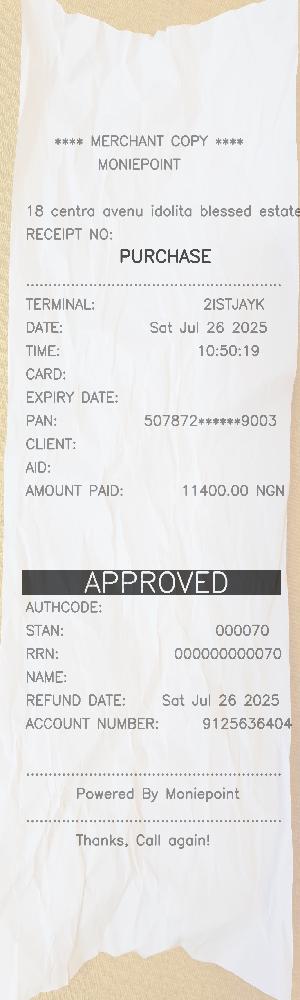 **** MERCHANT COPY ****
MONIEPOINT
18 centra avenu idolita blessed estate
RECEIPT NO:
PURCHASE
TERMINAL: 2ISTJAYK
DATE: Sat Jul 26 2025
TIME: 10:50:19
CARD:
EXPIRY DATE:
PAN: 507872******9003
CLIENT:
AID:
AMOUNT PAID: 11400.00 NGN
APPROVED
AUTHCODE:
STAN: 000070
RRN: 000000000070
NAME:
REFUND DATE: Sat Jul 26 2025
ACCOUNT NUMBER: 9125636404
Powered By Moniepoint
Thanks, Call again!